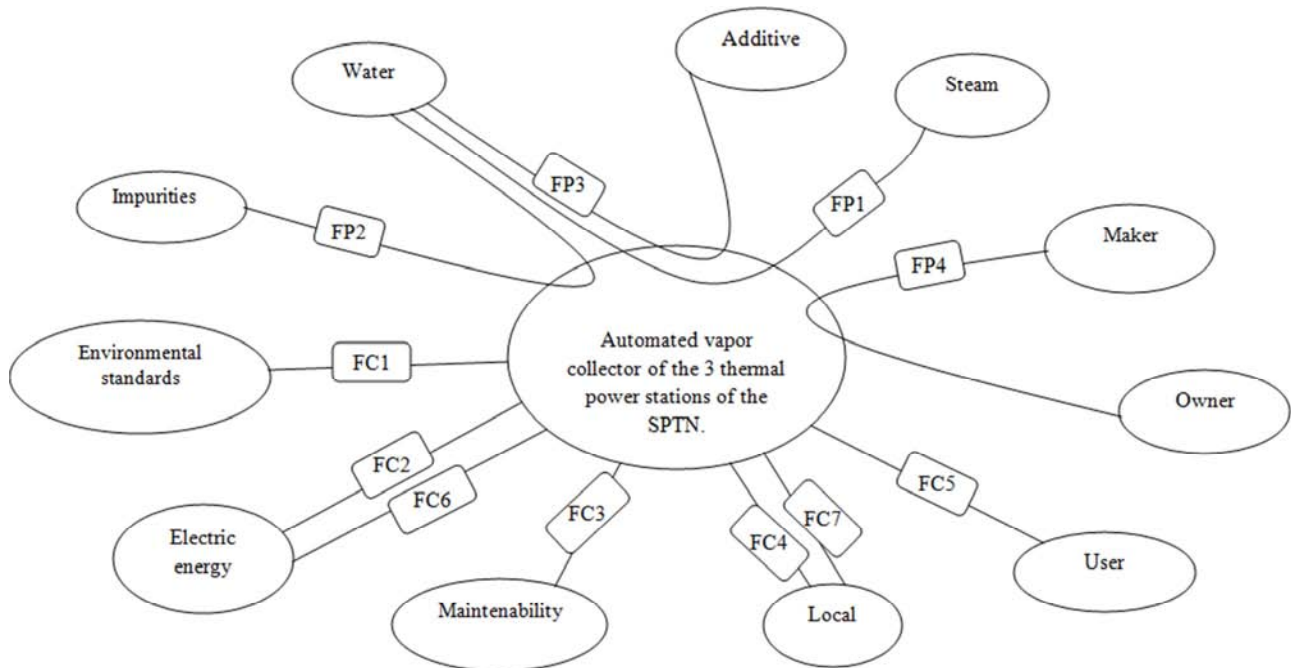 Additive
Water
Steam
FP3
Impurities
FP1
FP2
Maker
FP4
Automated vapor
collector of the 3 thermal
power stations of the
SPTN.
Environmental
standards
FC1
Owner
FC2
FC6
FC5
FC3
FC7
FC4
Electric
energy
User
Maintenability
Local